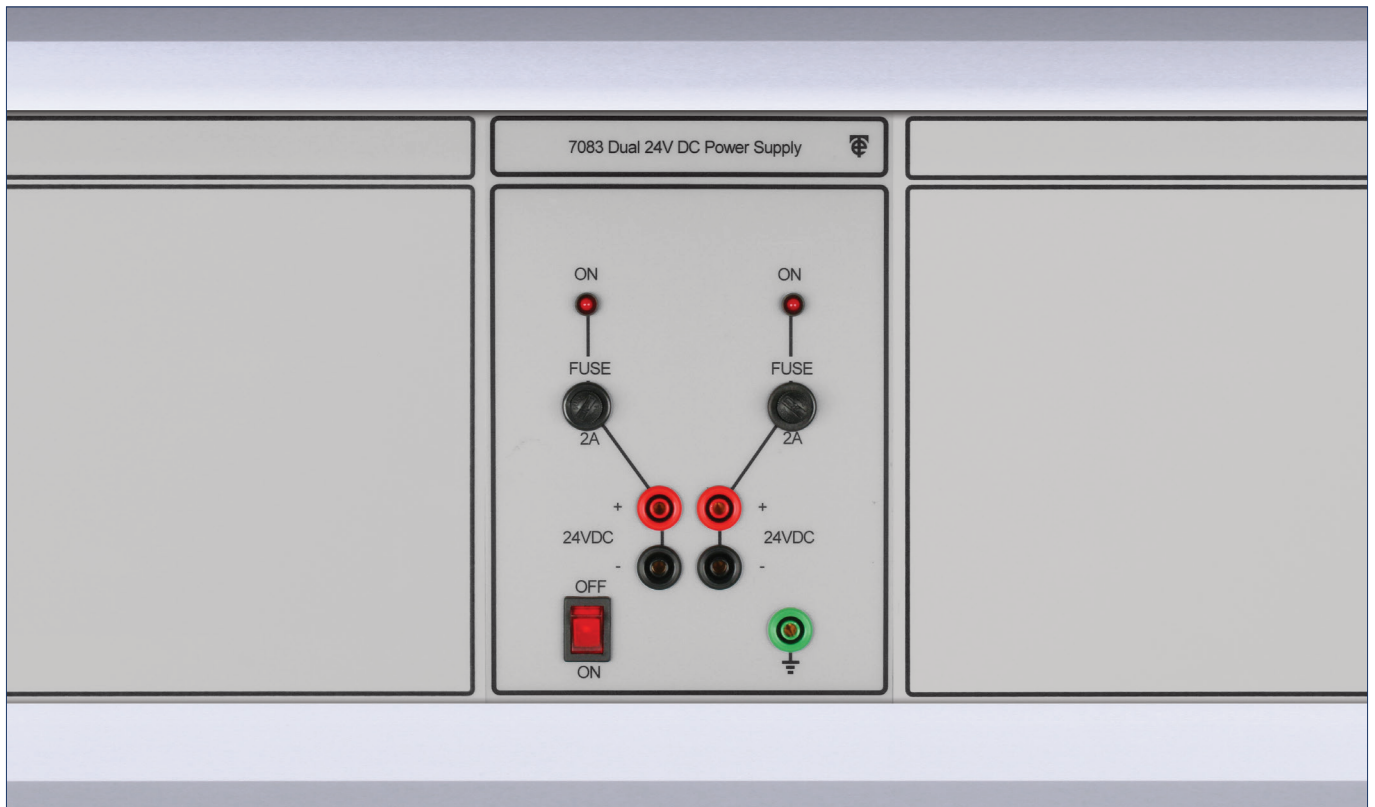 7083 Dual 24V DC Power Supply
ON ON
FUSE FUSE
2A 2A
+ +
24VDC 24VDC
- -
OFF
ON